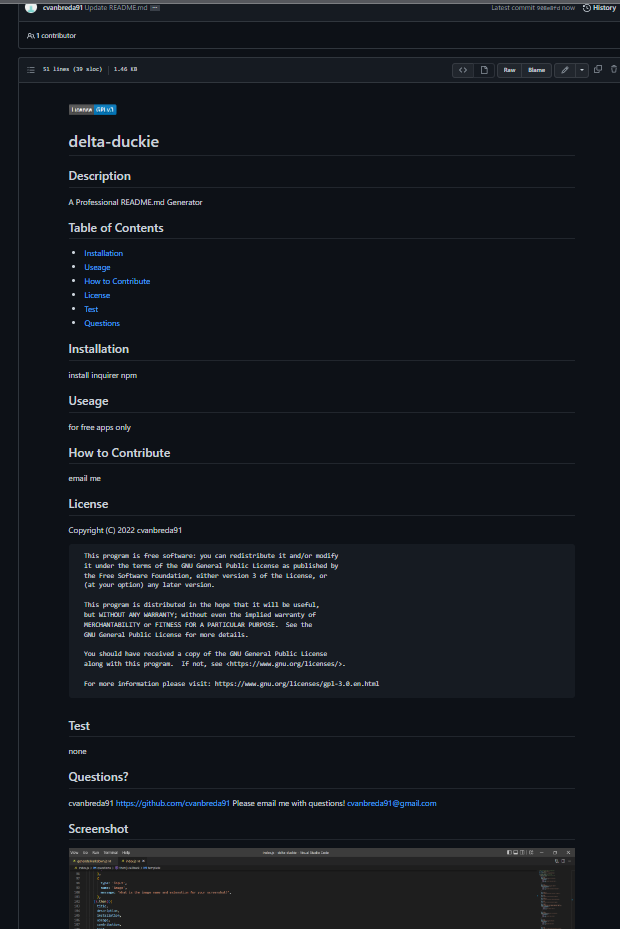 cvanbreda91 Update README.md
Latest commit now History
1 contributor
51 lines (39 sloc) 1.46 KB
Raw Blame
License GPLv3
delta-duckie
Description
A Professional README.md Generator
Table of Contents
Installation
Useage
How to Contribute
License
Test
Questions
Installation
install inquirer npm
Useage
for free apps only
How to Contribute
email me
License
Copyright (C) 2022 cvanbreda91
This program is free software: you can redistribute it and/or modify
it under the terms of the GNU General Public License as published by
the Free Software Foundation, either version 3 of the License, or
(at your option) any later version.
This program is distributed in the hope that it will be useful,
but WITHOUT ANY WARRANTY; without even the implied warranty of
MERCHANTABILITY or FITNESS FOR A PARTICULAR PURPOSE. See the
GNU General Public License for more details.
You should have received a copy of the GNU General Public License
along with this program. If not, see <https://www.gnu.org/licenses/>.
For more information please visit: https://www.gnu.org/licenses/gpl-3.0.en.html
Test
none
Questions?
cvanbreda91 https://github.com/cvanbreda91 Please email me with questions! cvanbreda91@gmail.com
Screenshot
View Go Run Terminal Help
title,
description,
installation,